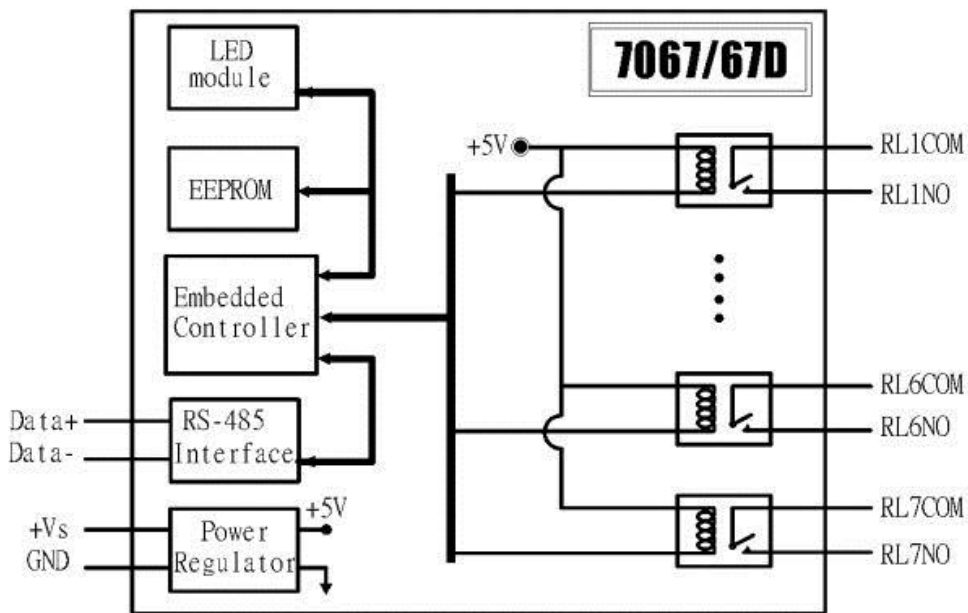 7067/67D
LED
module
EEPROM
Embedded
Controller
RS-485
Interface
Power
Regulator
Data+
Data-
+Vs
GND
+5V
+5V
RL1COM
RL1NO
RL6COM
RL6NO
RL7COM
RL7NO